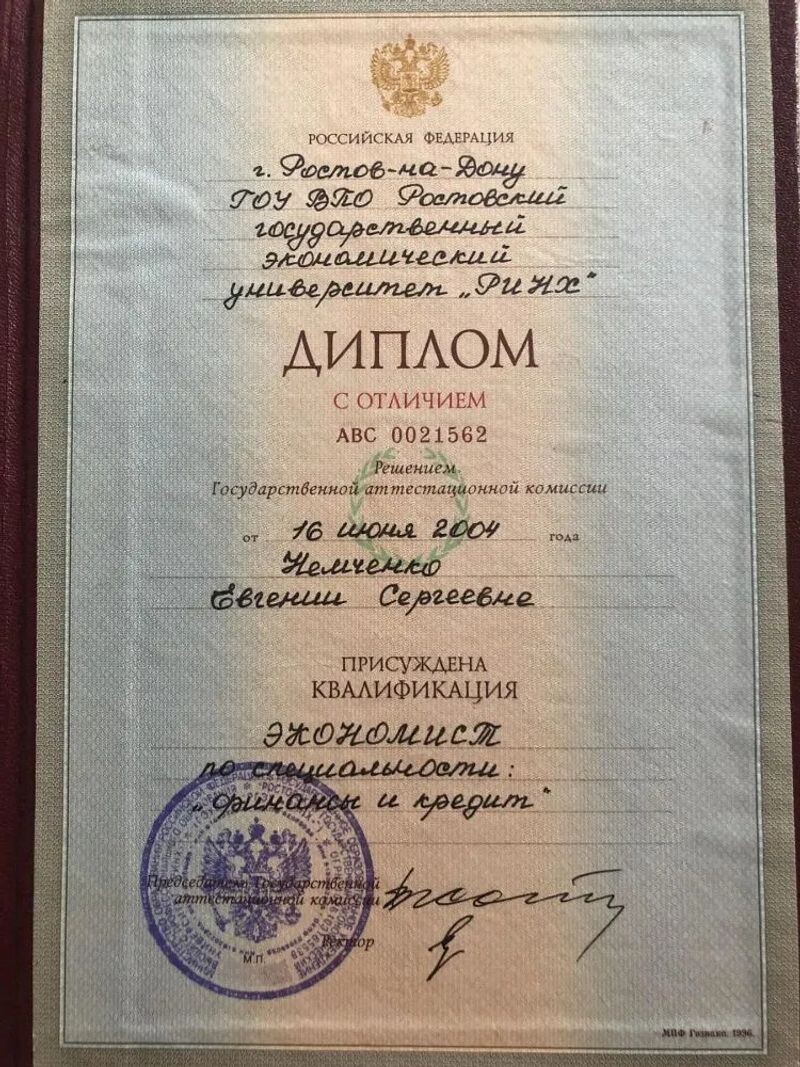 РОССИЙСКАЯ ФЕДЕРАЦИЯ
г. Ростов-на-Дону
ГОУ ВПО Ростовский
государственный
экономический
университет „РИНХ"
ДИПЛОМ
С ОТЛИЧИЕМ
АВС 0021562
Решением
Государственной аттестационной комиссии
от 16 июня 2004 года
Немченко
Евгении Сергеевне
ПРИСУЖДЕНА
КВАЛИФИКАЦИЯ
ЭКОНОМИСТ
по специальности:
„финансы и кредит"
Председатель Государственной
аттестационной комиссии
Ректор
М.П.
МПФ Гознака. 1996.